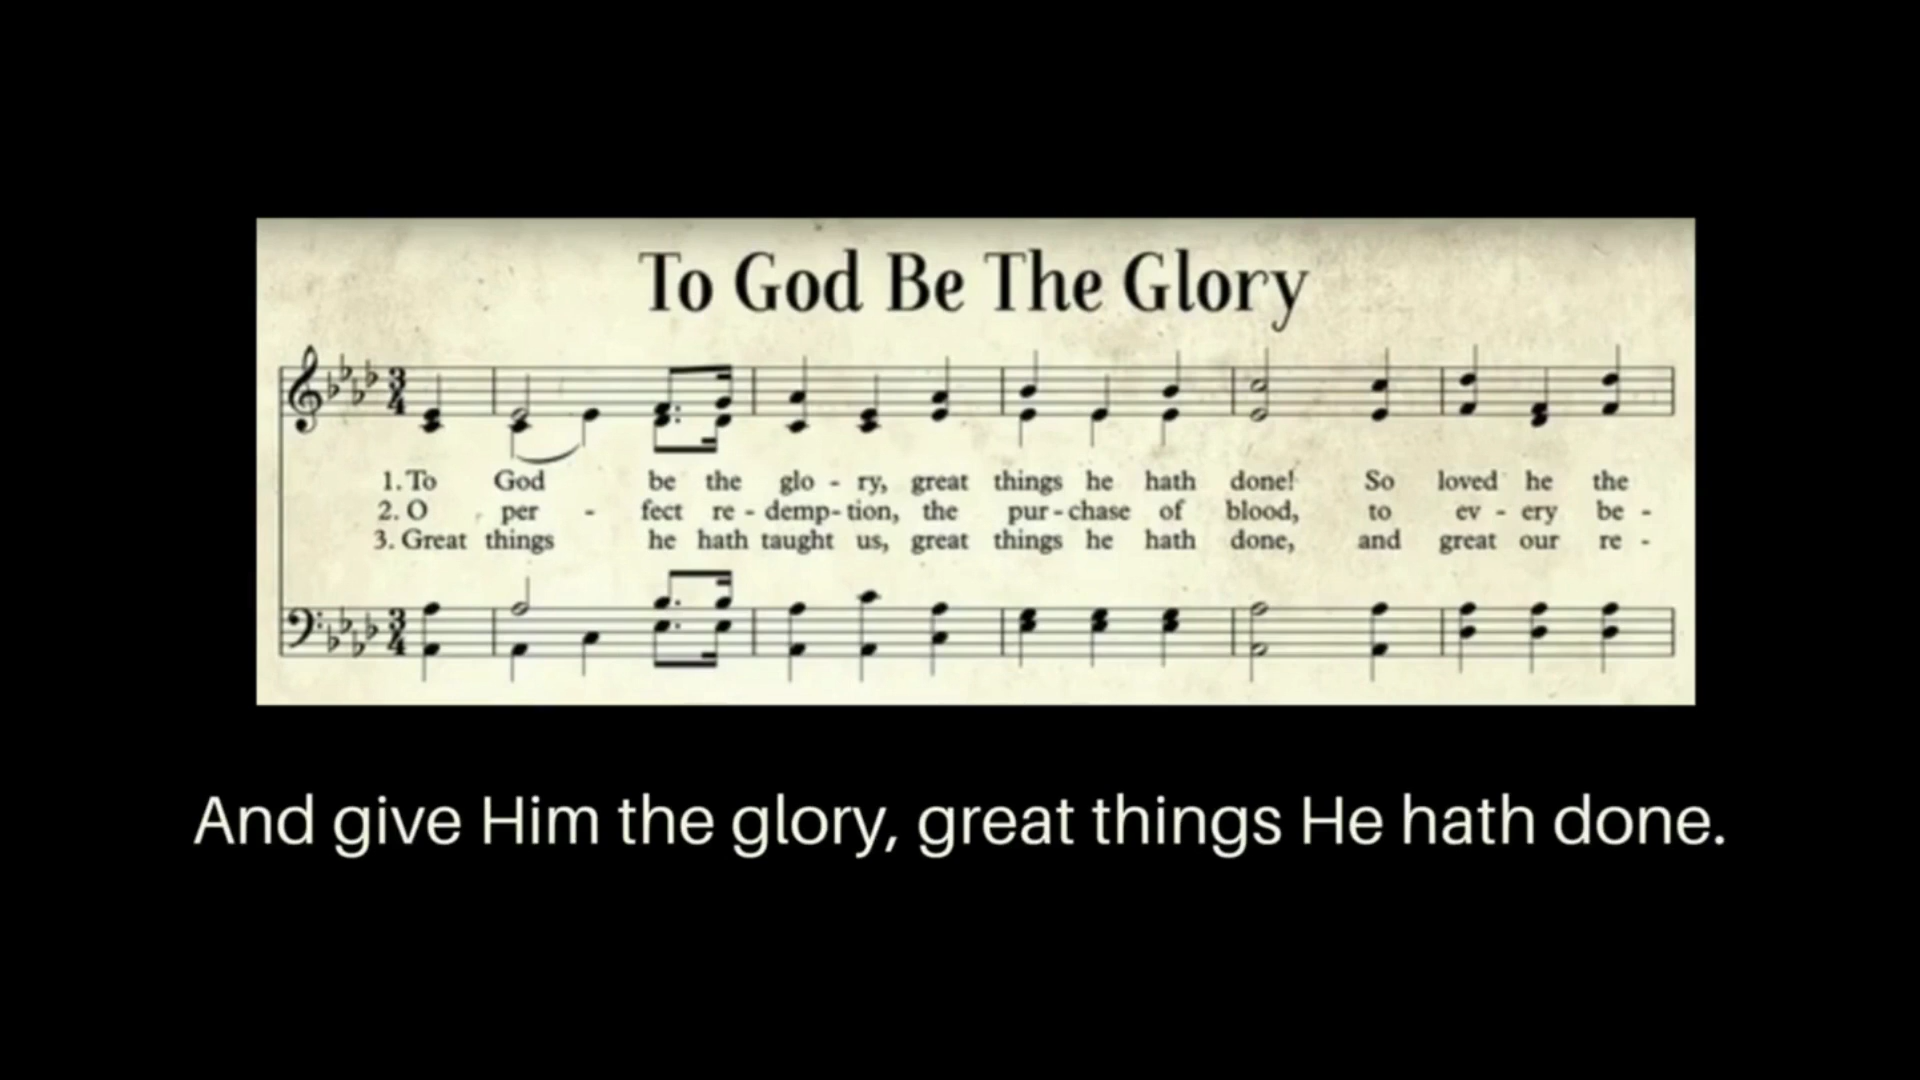 To God Be The Glory
1. To God be the glo - ry, great things he hath done! So loved he the
2. O per - fect re - demp - tion, the pur - chase of blood, to ev - ery be -
3. Great things he hath taught us, great things he hath done, and great our re -
And give Him the glory, great things He hath done.